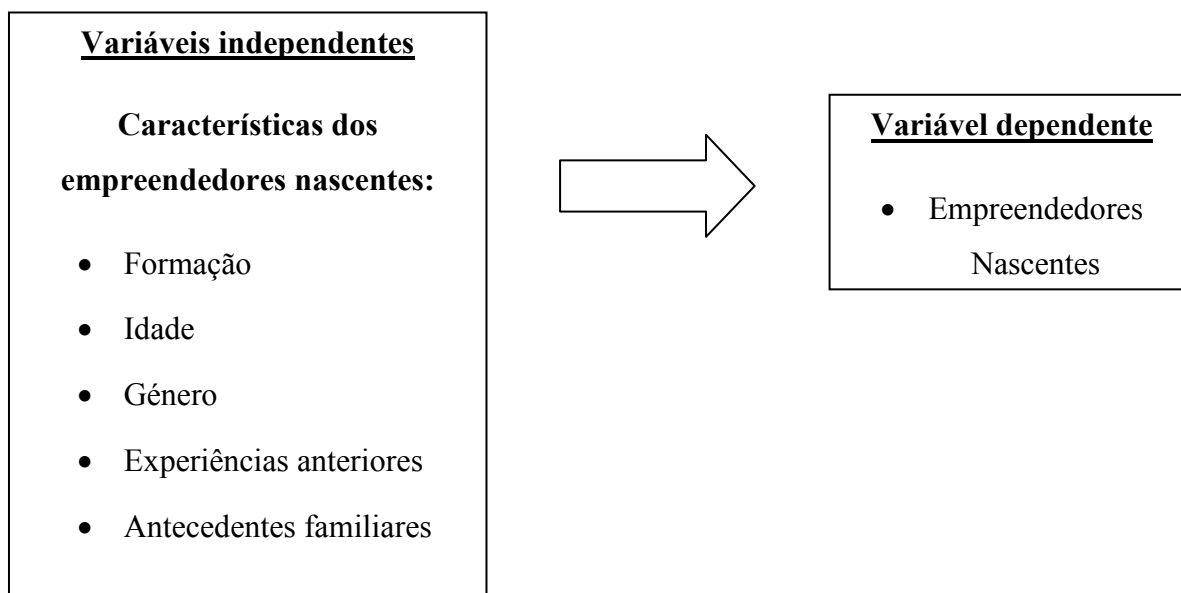 Variáveis independentes
Características dos
empreendedores nascentes:
• Formação
• Idade
• Género
• Experiências anteriores
• Antecedentes familiares
Variável dependente
• Empreendedores
Nascentes